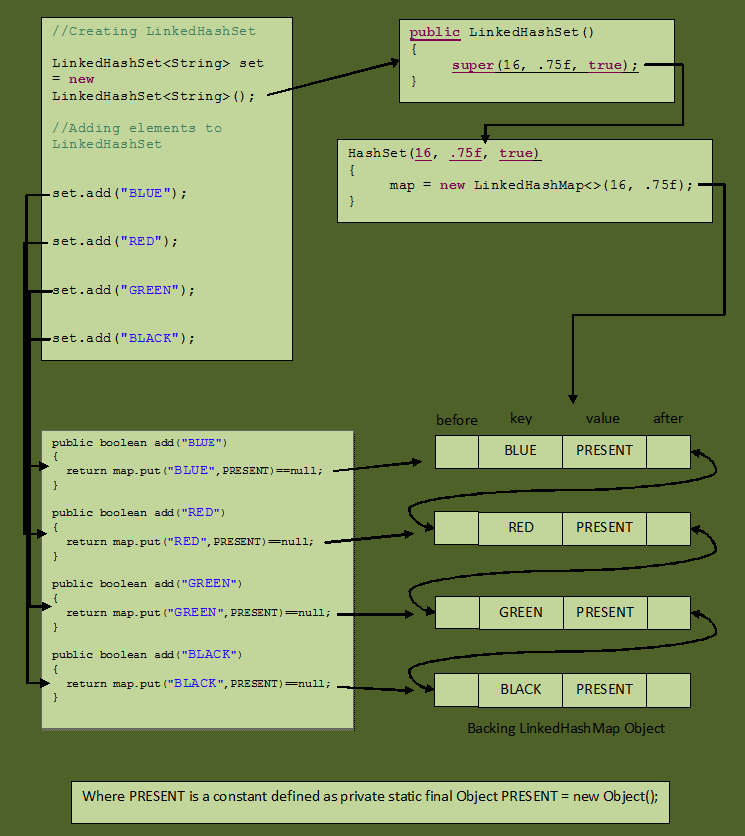 //Creating LinkedHashSet
LinkedHashSet<String> set
= new
LinkedHashSet<String>();
//Adding elements to
LinkedHashSet
set.add("BLUE");
set.add("RED");
set.add("GREEN");
set.add("BLACK");
public LinkedHashSet()
{
super(16, .75f, true);
}
HashSet(16, .75f, true)
{
map = new LinkedHashMap<>(16, .75f);
}
public boolean add("BLUE")
{
return map.put("BLUE",PRESENT)==null;
}
public boolean add("RED")
{
return map.put("RED",PRESENT)==null;
}
public boolean add("GREEN")
{
return map.put("GREEN",PRESENT)==null;
}
public boolean add("BLACK")
{
return map.put("BLACK",PRESENT)==null;
}
before key value after
BLUE PRESENT
RED PRESENT
GREEN PRESENT
BLACK PRESENT
Backing LinkedHashMap Object
Where PRESENT is a constant defined as private static final Object PRESENT = new Object();